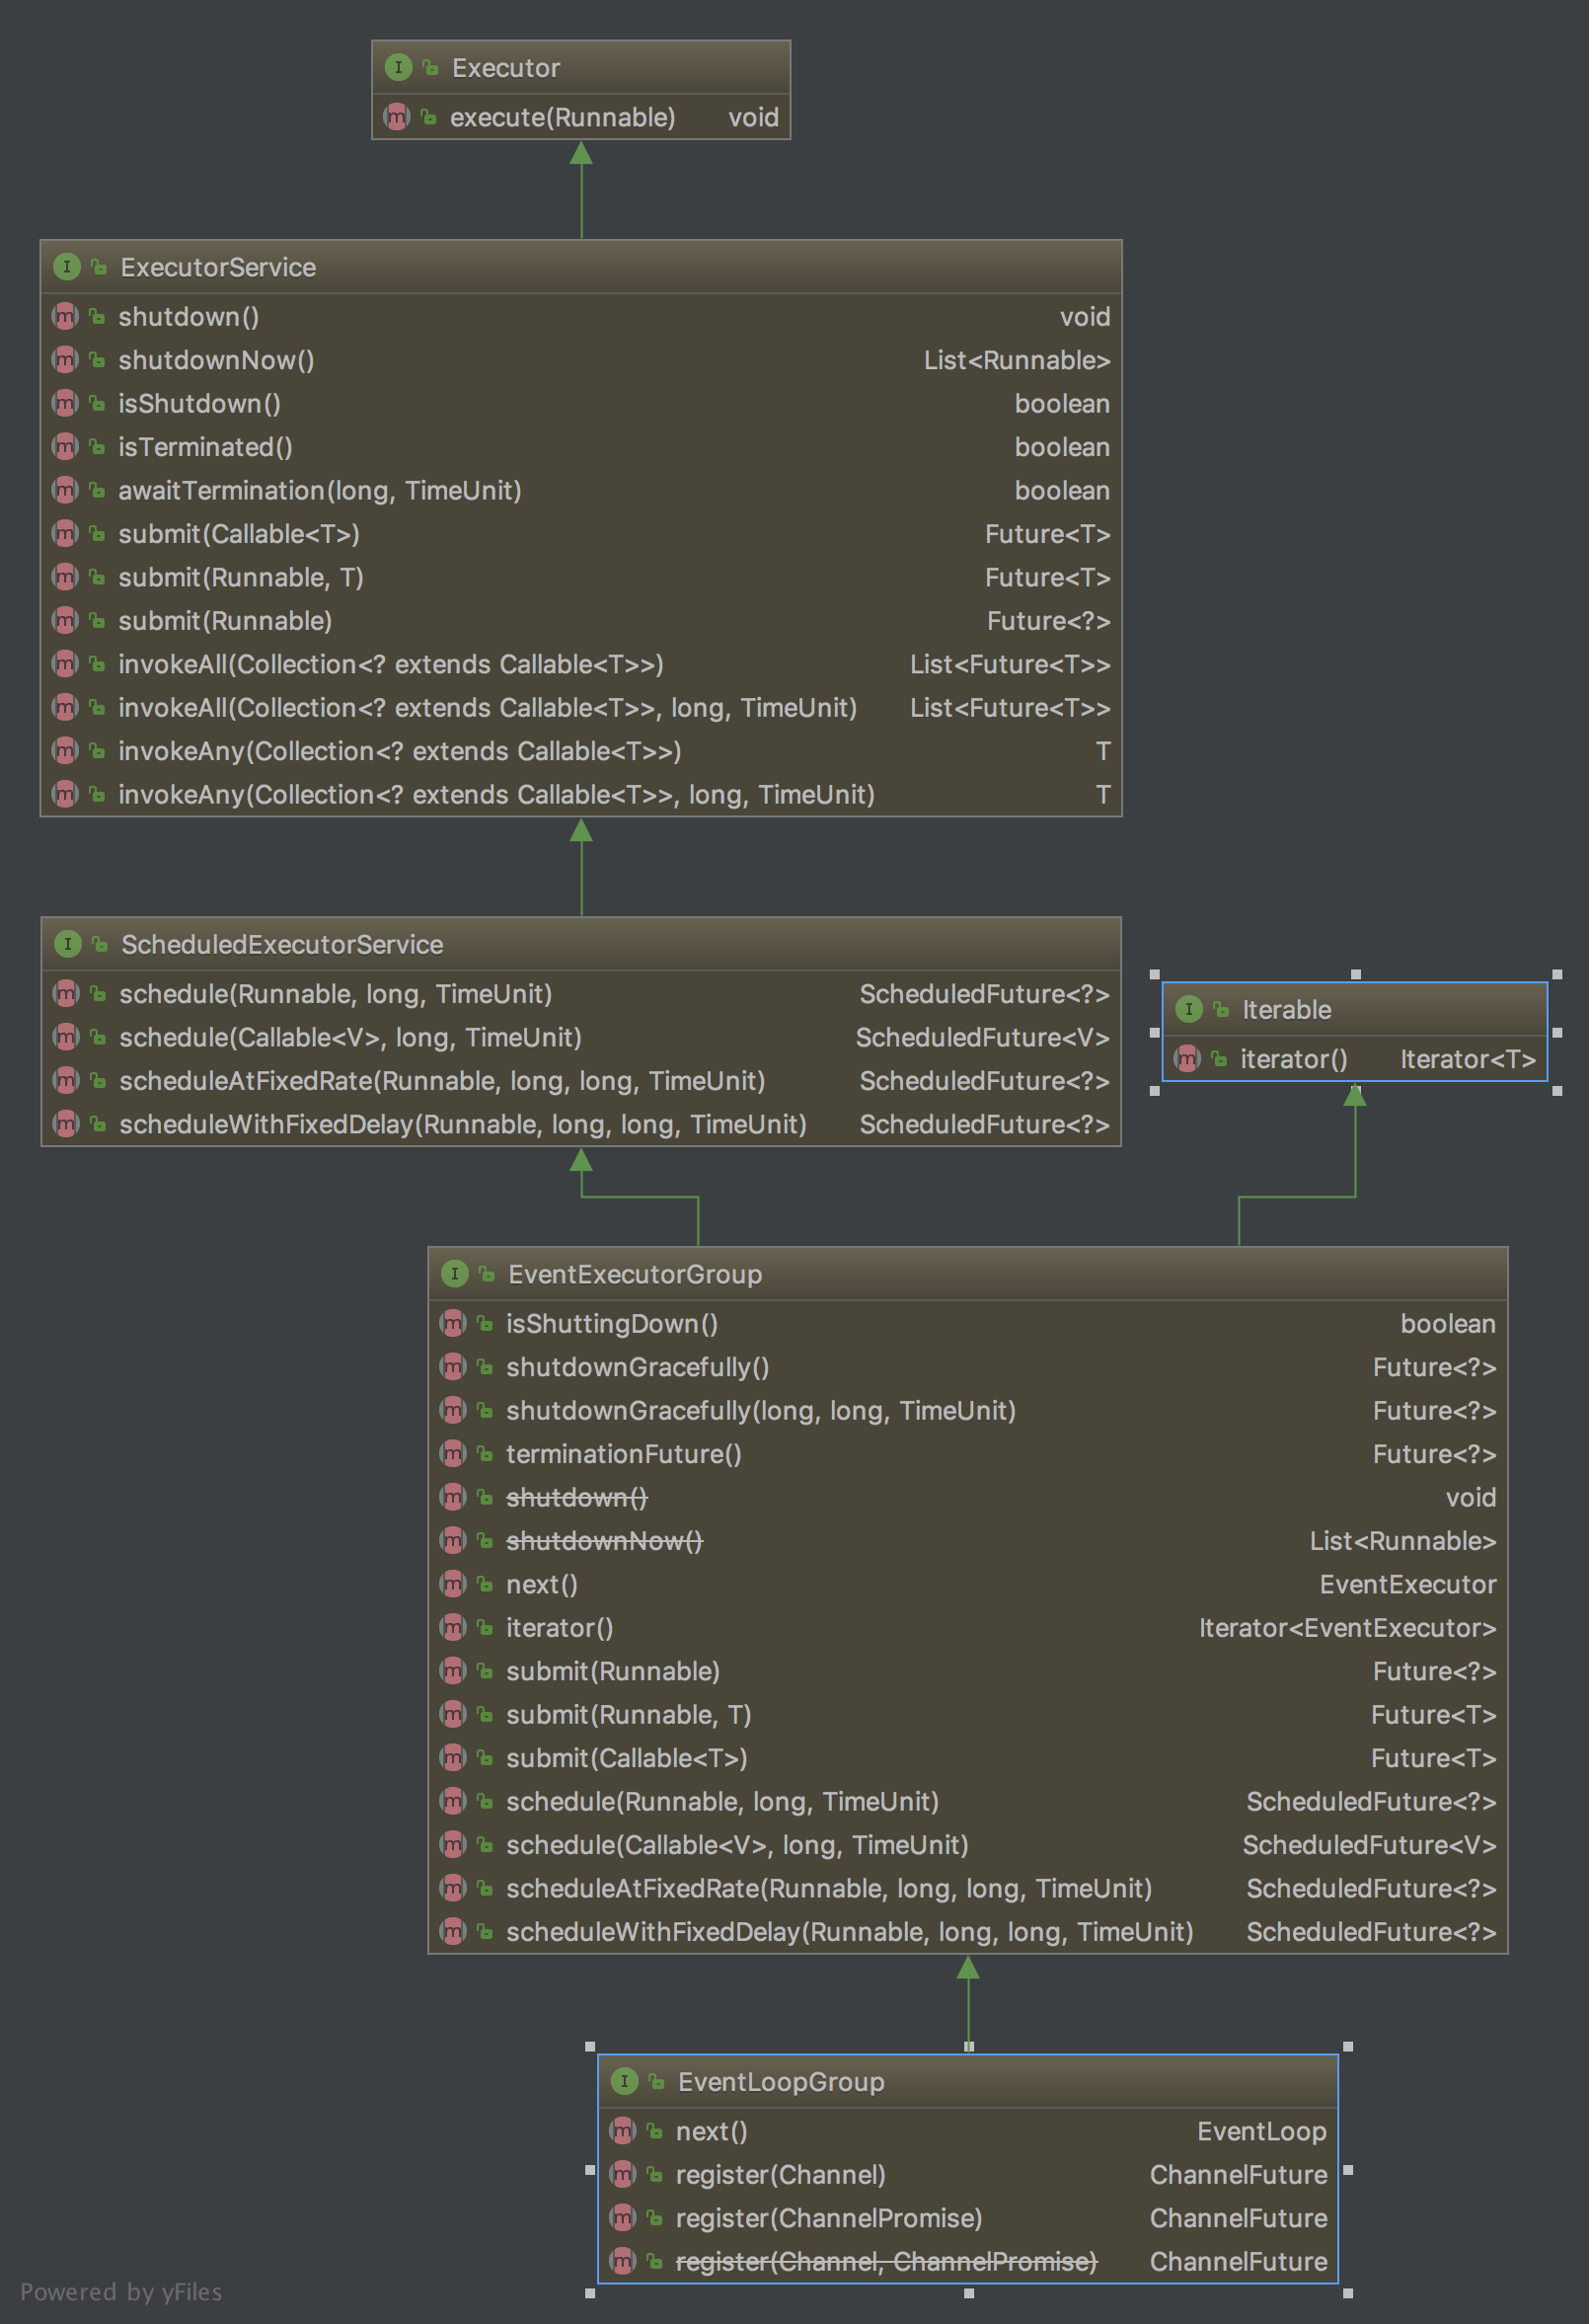 Executor
execute(Runnable) void
ExecutorService
shutdown() void
shutdownNow() List<Runnable>
isShutdown() boolean
isTerminated() boolean
awaitTermination(long, TimeUnit) boolean
submit(Callable<T>) Future<T>
submit(Runnable, T) Future<T>
submit(Runnable) Future<?>
invokeAll(Collection<? extends Callable<T>>) List<Future<T>>
invokeAll(Collection<? extends Callable<T>>, long, TimeUnit) List<Future<T>>
invokeAny(Collection<? extends Callable<T>>) T
invokeAny(Collection<? extends Callable<T>>, long, TimeUnit) T
ScheduledExecutorService
schedule(Runnable, long, TimeUnit) ScheduledFuture<?>
schedule(Callable<V>, long, TimeUnit) ScheduledFuture<V>
scheduleAtFixedRate(Runnable, long, long, TimeUnit) ScheduledFuture<?>
scheduleWithFixedDelay(Runnable, long, long, TimeUnit) ScheduledFuture<?>
Iterable
iterator() Iterator<T>
EventExecutorGroup
isShuttingDown() boolean
shutdownGracefully() Future<?>
shutdownGracefully(long, long, TimeUnit) Future<?>
terminationFuture() Future<?>
shutdown() void
shutdownNow() List<Runnable>
next() EventExecutor
iterator() Iterator<EventExecutor>
submit(Runnable) Future<?>
submit(Runnable, T) Future<T>
submit(Callable<T>) Future<T>
schedule(Runnable, long, TimeUnit) ScheduledFuture<?>
schedule(Callable<V>, long, TimeUnit) ScheduledFuture<V>
scheduleAtFixedRate(Runnable, long, long, TimeUnit) ScheduledFuture<?>
scheduleWithFixedDelay(Runnable, long, long, TimeUnit) ScheduledFuture<?>
EventLoopGroup
next() EventLoop
register(Channel) ChannelFuture
register(ChannelPromise) ChannelFuture
register(Channel, ChannelPromise) ChannelFuture
Powered by yFiles